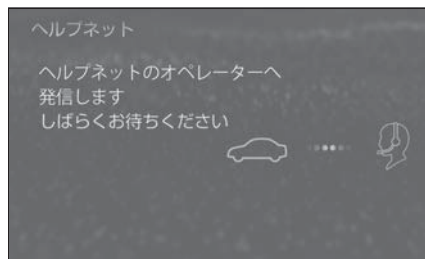 ヘルプネット
ヘルプネットのオペレーターへ
発信します
しばらくお待ちください